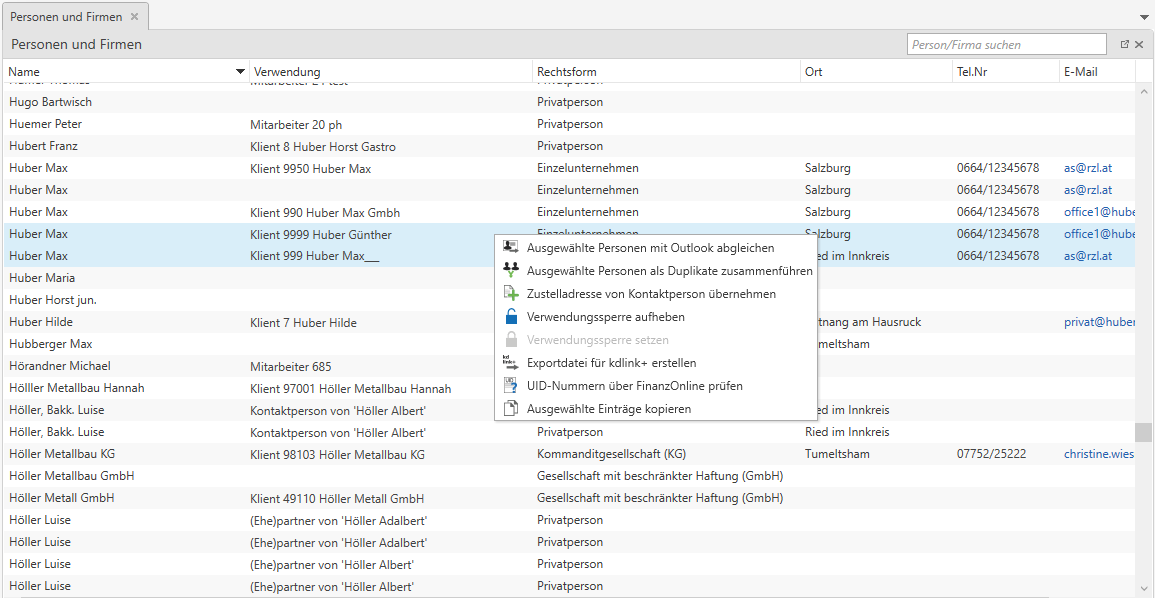 Personen und Firmen
Personen und Firmen Person/Firma suchen
Name Verwendung Rechtsform Ort Tel.Nr E-Mail
Hugo Bartwisch Privatperson
Huemer Peter Mitarbeiter 20 ph Privatperson
Hubert Franz Klient 8 Huber Horst Gastro Privatperson
Huber Max Klient 9950 Huber Max Einzelunternehmen Salzburg 0664/12345678 as@rzl.at
Huber Max Einzelunternehmen Salzburg 0664/12345678 as@rzl.at
Huber Max Klient 990 Huber Max Gmbh Einzelunternehmen Salzburg 0664/12345678 office1@hube
Huber Max Klient 9999 Huber Günther Einzelunternehmen Salzburg 0664/12345678 office1@hube
Huber Max Klient 999 Huber Max___ ed im Innkreis 0664/12345678 as@rzl.at
Huber Maria
Huber Horst jun.
Huber Hilde Klient 7 Huber Hilde tnang am Hausruck privat@huber
Hubberger Max meltsham
Hörandner Michael Mitarbeiter 685
Hölller Metallbau Hannah Klient 97001 Höller Metallbau Hannah
Höller, Bakk. Luise Kontaktperson von 'Höller Albert' ed im Innkreis
Höller, Bakk. Luise Kontaktperson von 'Höller Albert' Privatperson Ried im Innkreis
Höller Metallbau KG Klient 98103 Höller Metallbau KG Kommanditgesellschaft (KG) Tumeltsham 07752/25222 christine.wies
Höller Metallbau GmbH Gesellschaft mit beschränkter Haftung (GmbH)
Höller Metall GmbH Klient 49110 Höller Metall GmbH Gesellschaft mit beschränkter Haftung (GmbH)
Höller Luise (Ehe)partner von 'Höller Adalbert' Privatperson
Höller Luise (Ehe)partner von 'Höller Adalbert' Privatperson
Höller Luise (Ehe)partner von 'Höller Albert' Privatperson
Höller Luise (Ehe)partner von 'Höller Albert' Privatperson
Ausgewählte Personen mit Outlook abgleichen
Ausgewählte Personen als Duplikate zusammenführen
Zustelladresse von Kontaktperson übernehmen
Verwendungssperre aufheben
Verwendungssperre setzen
Exportdatei für kdlink+ erstellen
UID-Nummern über FinanzOnline prüfen
Ausgewählte Einträge kopieren